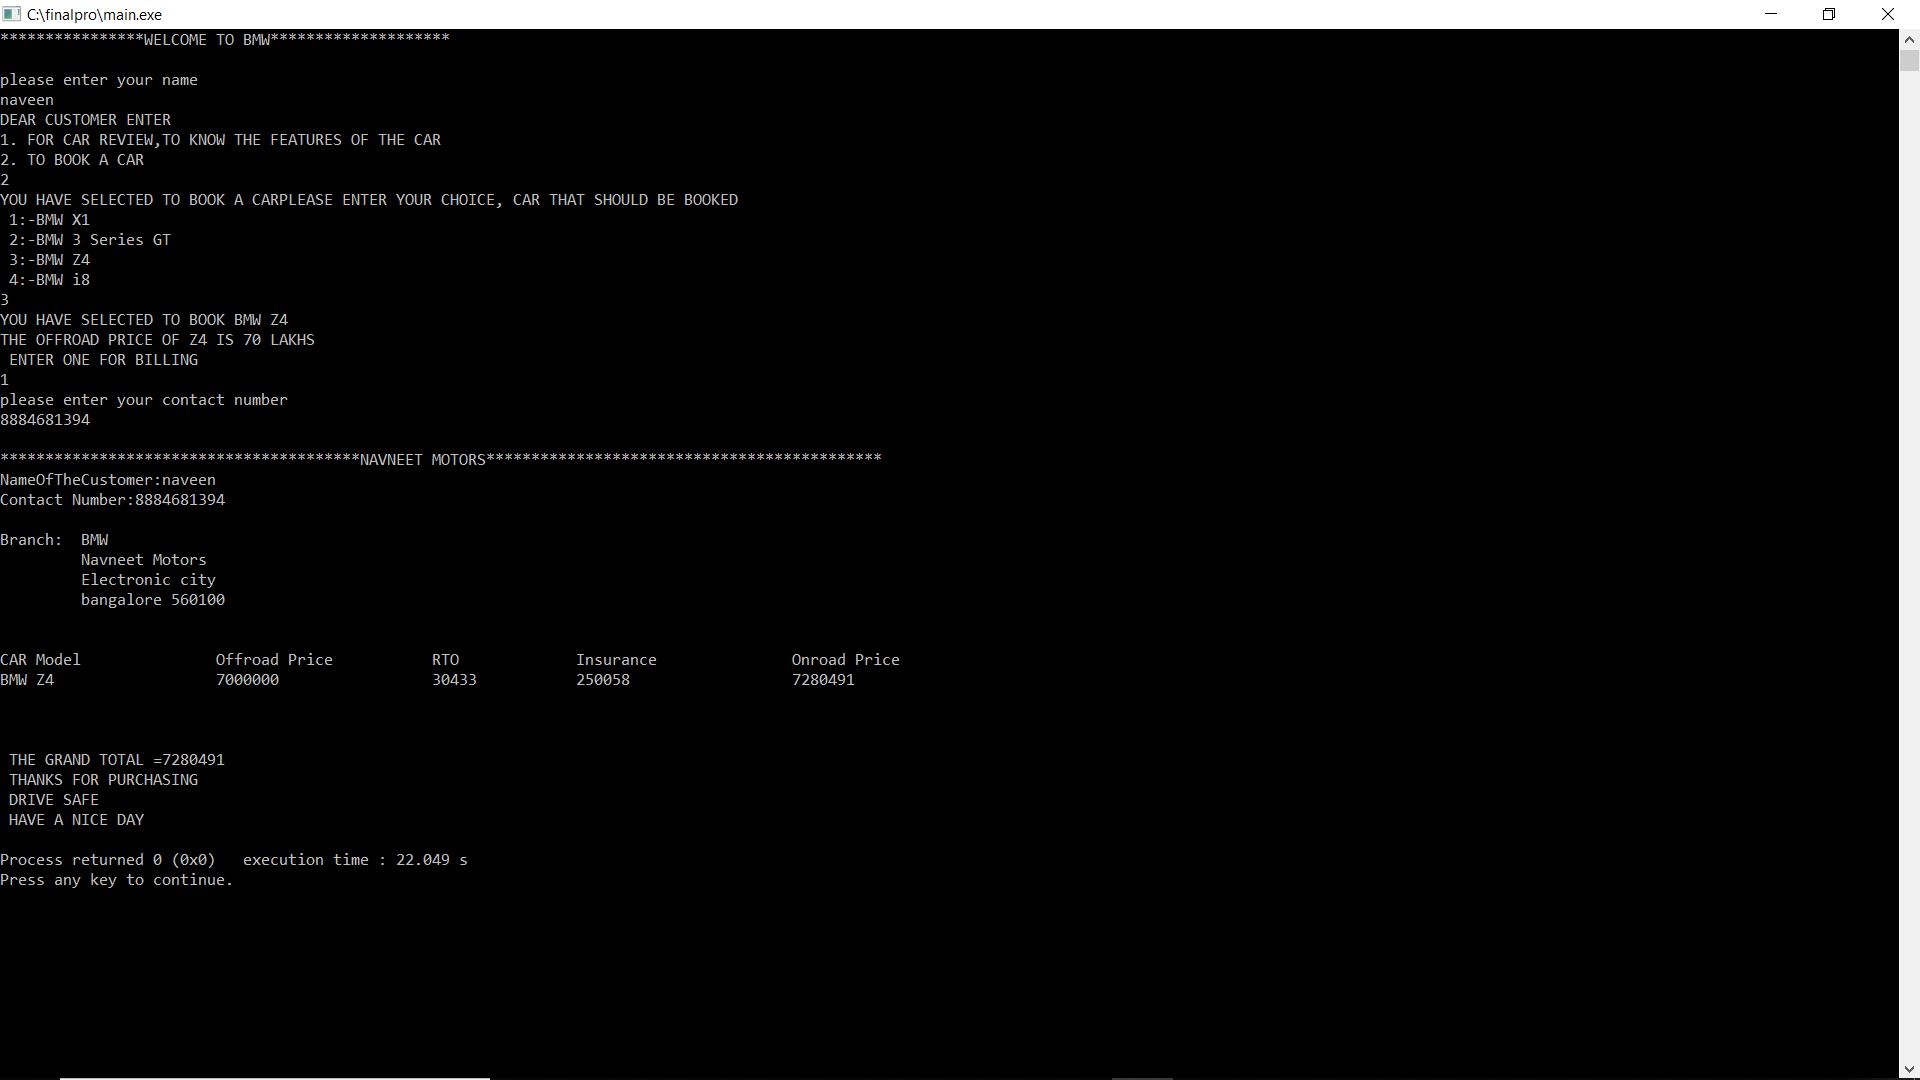 C:\finalpro\main.exe
****************WELCOME TO BMW********************
please enter your name
naveen
DEAR CUSTOMER ENTER
1. FOR CAR REVIEW,TO KNOW THE FEATURES OF THE CAR
2. TO BOOK A CAR
2
YOU HAVE SELECTED TO BOOK A CARPLEASE ENTER YOUR CHOICE, CAR THAT SHOULD BE BOOKED
1:-BMW X1
2:-BMW 3 Series GT
3:-BMW Z4
4:-BMW i8
3
YOU HAVE SELECTED TO BOOK BMW Z4
THE OFFROAD PRICE OF Z4 IS 70 LAKHS
ENTER ONE FOR BILLING
1
please enter your contact number
8884681394
****************************************NAVNEET MOTORS********************************************
NameOfTheCustomer:naveen
Contact Number:8884681394
Branch:  BMW
Navneet Motors
Electronic city
bangalore 560100
CAR Model               Offroad Price           RTO             Insurance               Onroad Price
BMW Z4                  7000000                 30433           250058                  7280491
THE GRAND TOTAL =7280491
THANKS FOR PURCHASING
DRIVE SAFE
HAVE A NICE DAY
Process returned 0 (0x0)   execution time : 22.049 s
Press any key to continue.